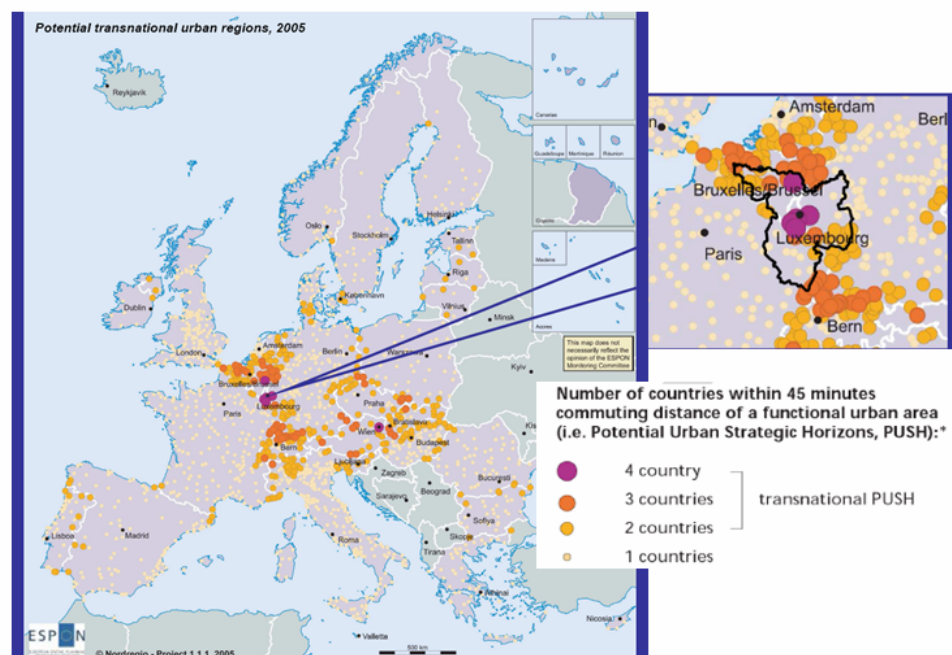 Potential transnational urban regions, 2005
Reykjavik
Canarias
Guadeloupe
Martinique
Réunion
Guyane
Madeira
Acores
This map does not
necessarily reflect the
opinion of the ESPON
Monitoring Committee
Oslo
Stockholm
Helsinki
Tallinn
Riga
Vilnius
Minsk
København
Dublin
London
Amsterdam
Berlin
Warszawa
Kyiv
Bruxelles/Brussel
Luxembourg
Paris
Praha
Wien
Bratislava
Budapest
Bern
Ljubljana
Zagreb
Beograd
Sarajevo
Bucuresti
Sofiya
Skopje
Tirana
Roma
Madrid
Lisboa
Athinai
Nicosia
Valletta
500 km
ESPON
© Nordregio - Project 1.1.1, 2005
Amsterdam
Berl
Bruxelles/Brussel
Paris
Luxembourg
Bern
Number of countries within 45 minutes
commuting distance of a functional urban area
(i.e. Potential Urban Strategic Horizons, PUSH):*
4 country
3 countries
transnational PUSH
2 countries
1 countries